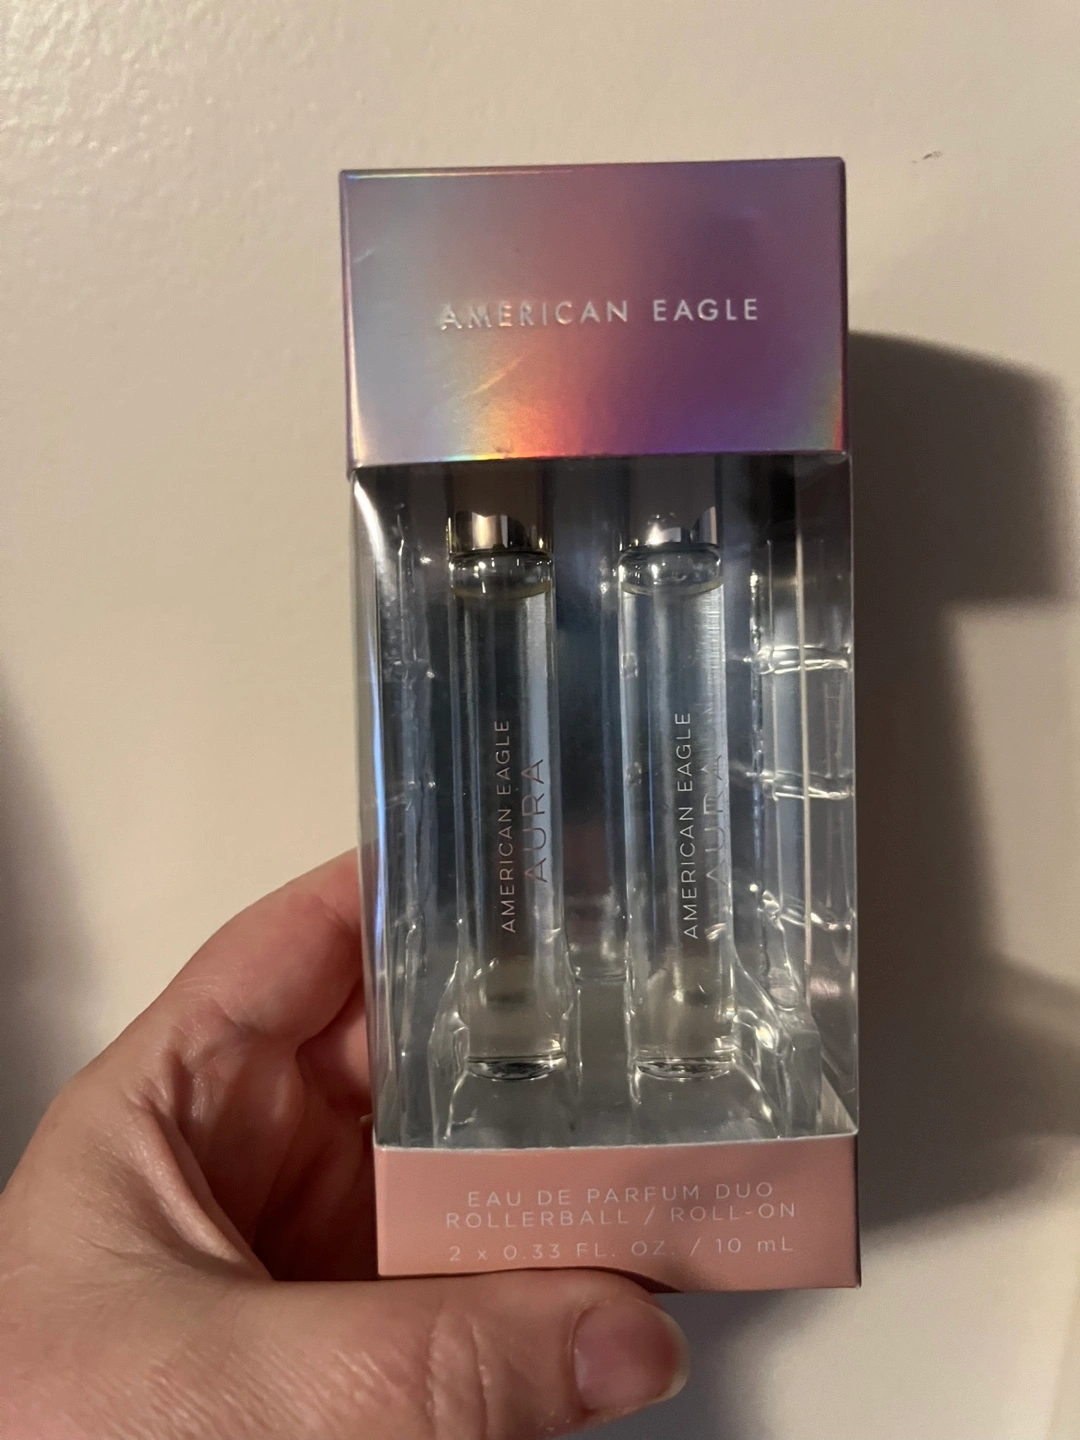 AMERICAN EAGLE
AMERICAN EAGLE
AURA
AMERICAN EAGLE
AURA
EAU DE PARFUM DUO
ROLLERBALL / ROLL-ON
2 x 0.33 FL. OZ. / 10 mL